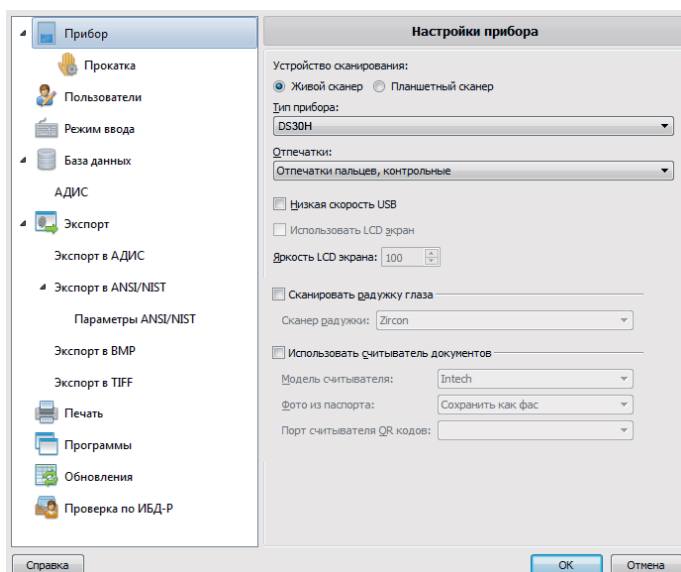 Прибор
Прокатка
Пользователи
Режим ввода
База данных
АДИС
Экспорт
Экспорт в АДИС
Экспорт в ANSI/NIST
Параметры ANSI/NIST
Экспорт в BMP
Экспорт в TIFF
Печать
Программы
Обновления
Проверка по ИБД-Р
Настройки прибора
Устройство сканирования:
Живой сканер Планшетный сканер
Тип прибора:
DS30H
Отпечатки:
Отпечатки пальцев, контрольные
Низкая скорость USB
Использовать LCD экран
Яркость LCD экрана: 100
Сканировать радужку глаза
Сканер радужки: Zircon
Использовать считыватель документов
Модель считывателя: Intech
Фото из паспорта: Сохранить как фас
Порт считывателя QR кодов:
Справка OK Отмена